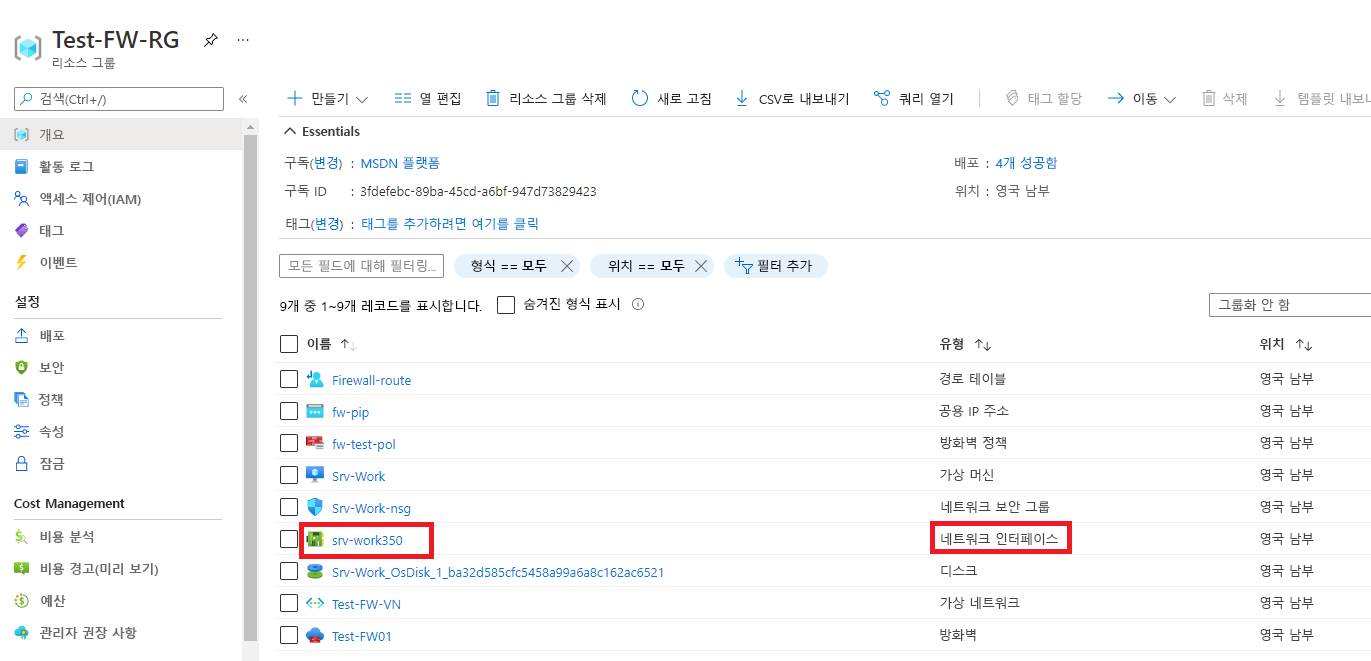 Test-FW-RG
리소스 그룹
검색(Ctrl+/)
«
만들기
열 편집
리소스 그룹 삭제
새로 고침
CSV로 내보내기
쿼리 열기
태그 할당
이동
삭제
템플릿 내보내
개요
활동 로그
액세스 제어(IAM)
태그
이벤트
설정
배포
보안
정책
속성
잠금
Cost Management
비용 분석
비용 경고(미리 보기)
예산
관리자 권장 사항
Essentials
구독(변경) : MSDN 플랫폼
배포 : 4개 성공함
구독 ID : 3fdefebc-89ba-45cd-a6bf-947d73829423
위치 : 영국 남부
태그(변경) : 태그를 추가하려면 여기를 클릭
모든 필드에 대해 필터링...
형식 == 모두
위치 == 모두
필터 추가
9개 중 1~9개 레코드를 표시합니다.
숨겨진 형식 표시
그룹화 안 함
이름 유형 위치
Firewall-route 경로 테이블 영국 남부
fw-pip 공용 IP 주소 영국 남부
fw-test-pol 방화벽 정책 영국 남부
Srv-Work 가상 머신 영국 남부
Srv-Work-nsg 네트워크 보안 그룹 영국 남부
srv-work350 네트워크 인터페이스 영국 남부
Srv-Work_OsDisk_1_ba32d585cfc5458a99a6a8c162ac6521 디스크 영국 남부
Test-FW-VN 가상 네트워크 영국 남부
Test-FW01 방화벽 영국 남부